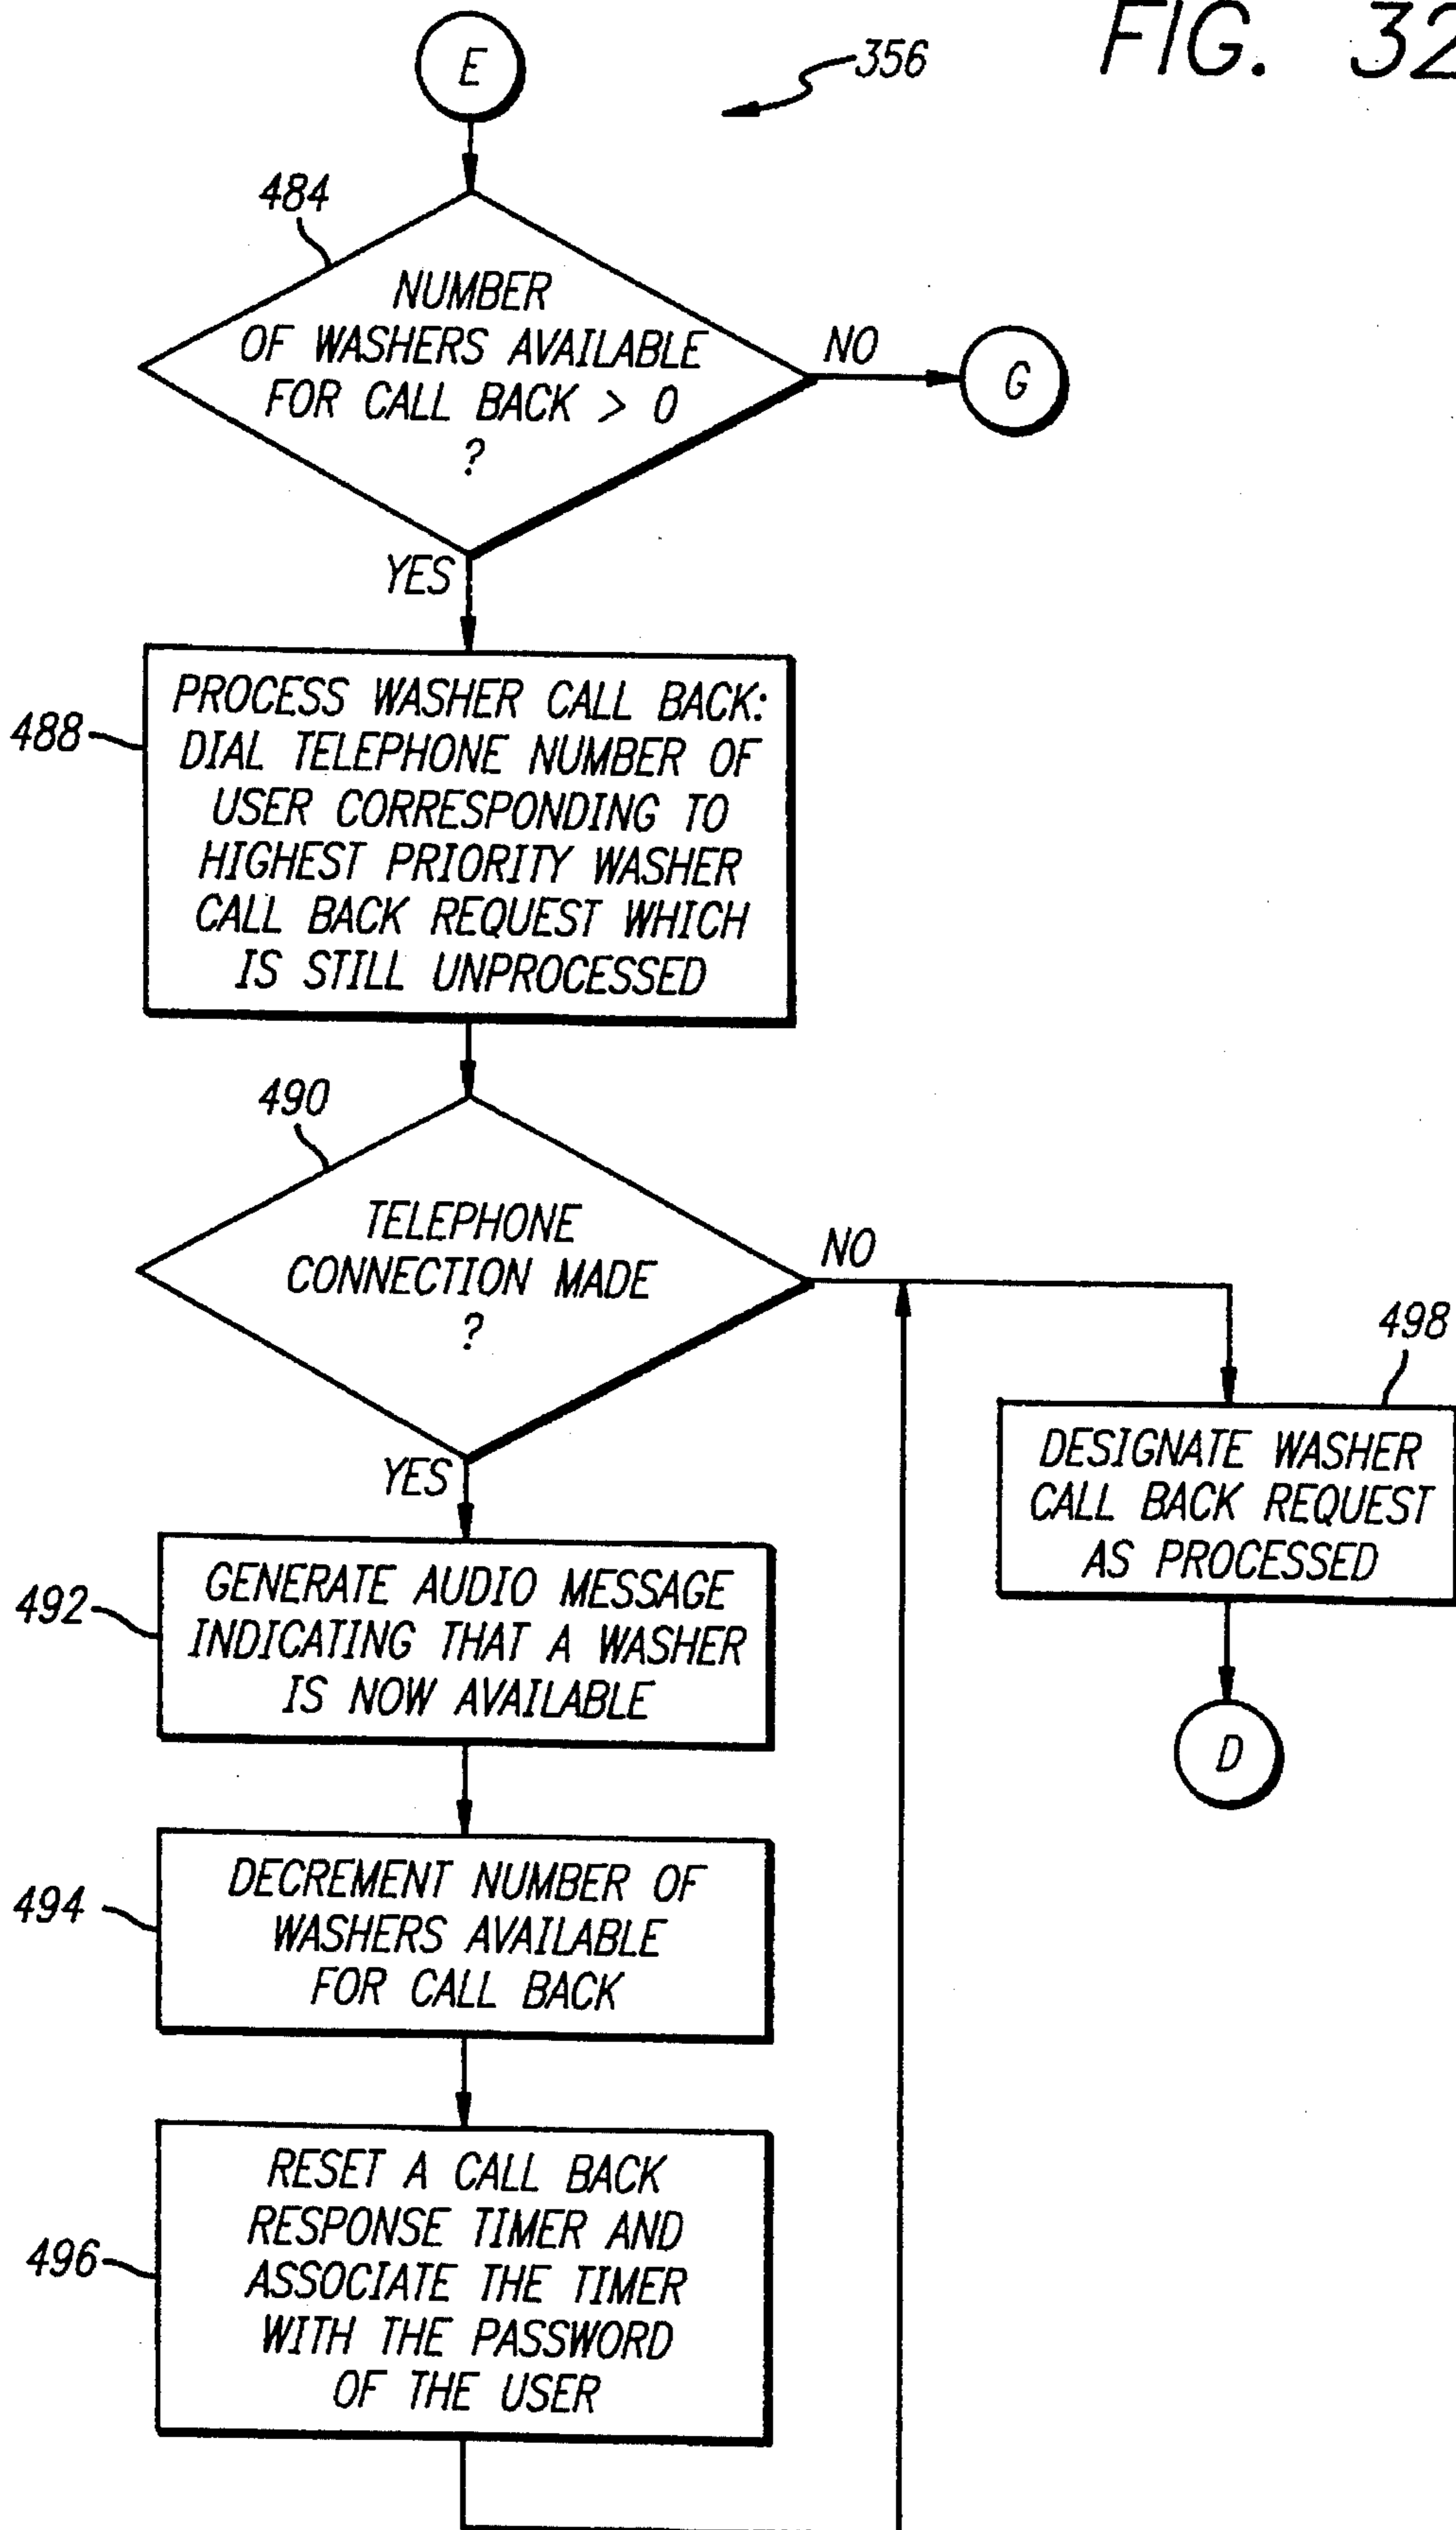 FIG. 32
E
356
484
NUMBER
OF WASHERS AVAILABLE
FOR CALL BACK > 0
?
NO
G
YES
488
PROCESS WASHER CALL BACK:
DIAL TELEPHONE NUMBER OF
USER CORRESPONDING TO
HIGHEST PRIORITY WASHER
CALL BACK REQUEST WHICH
IS STILL UNPROCESSED
490
TELEPHONE
CONNECTION MADE
?
NO
YES
498
DESIGNATE WASHER
CALL BACK REQUEST
AS PROCESSED
D
492
GENERATE AUDIO MESSAGE
INDICATING THAT A WASHER
IS NOW AVAILABLE
494
DECREMENT NUMBER OF
WASHERS AVAILABLE
FOR CALL BACK
496
RESET A CALL BACK
RESPONSE TIMER AND
ASSOCIATE THE TIMER
WITH THE PASSWORD
OF THE USER